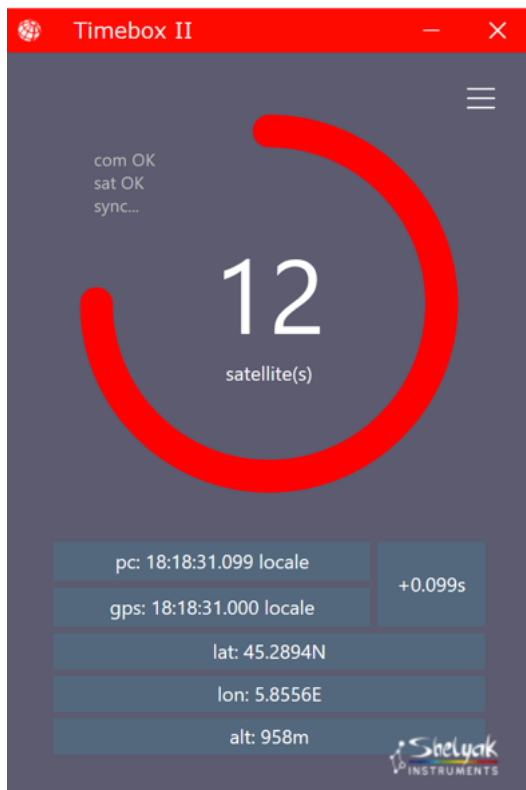 Timebox II
com OK
sat OK
sync...
12
satellite(s)
pc: 18:18:31.099 locale
gps: 18:18:31.000 locale
+0.099s
lat: 45.2894N
lon: 5.8556E
alt: 958m
Shelyak
INSTRUMENTS